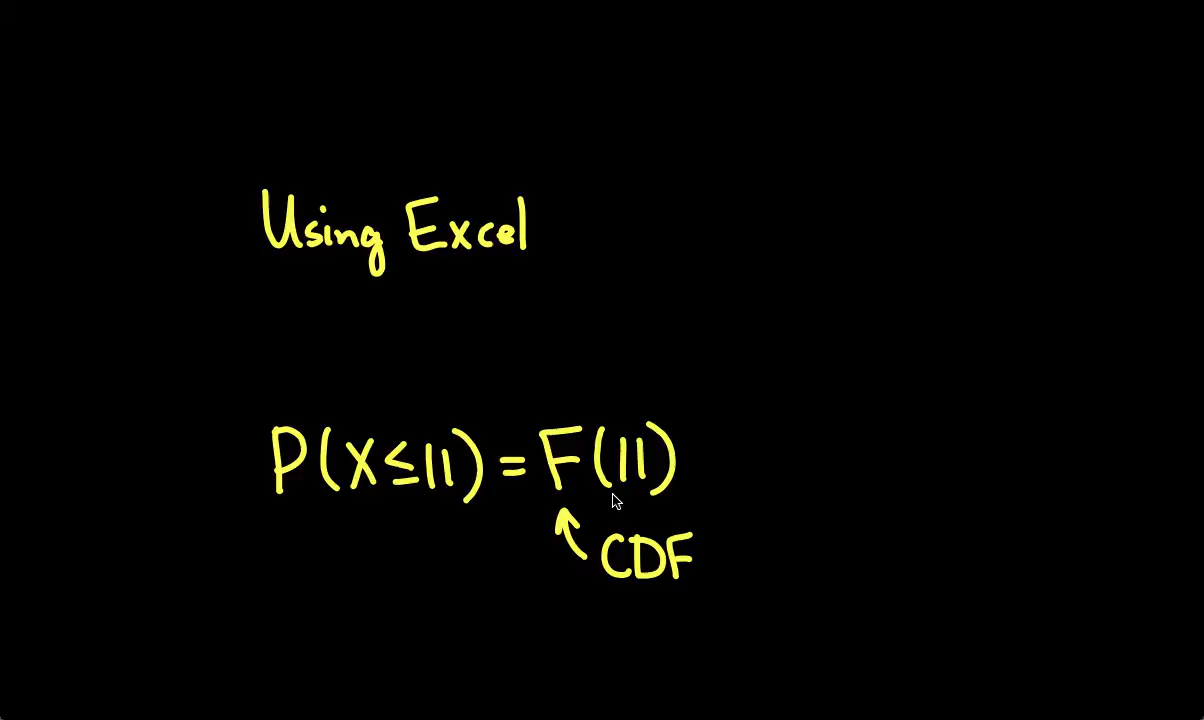 Using Excel
P(X≤11) = F(11)
CDF